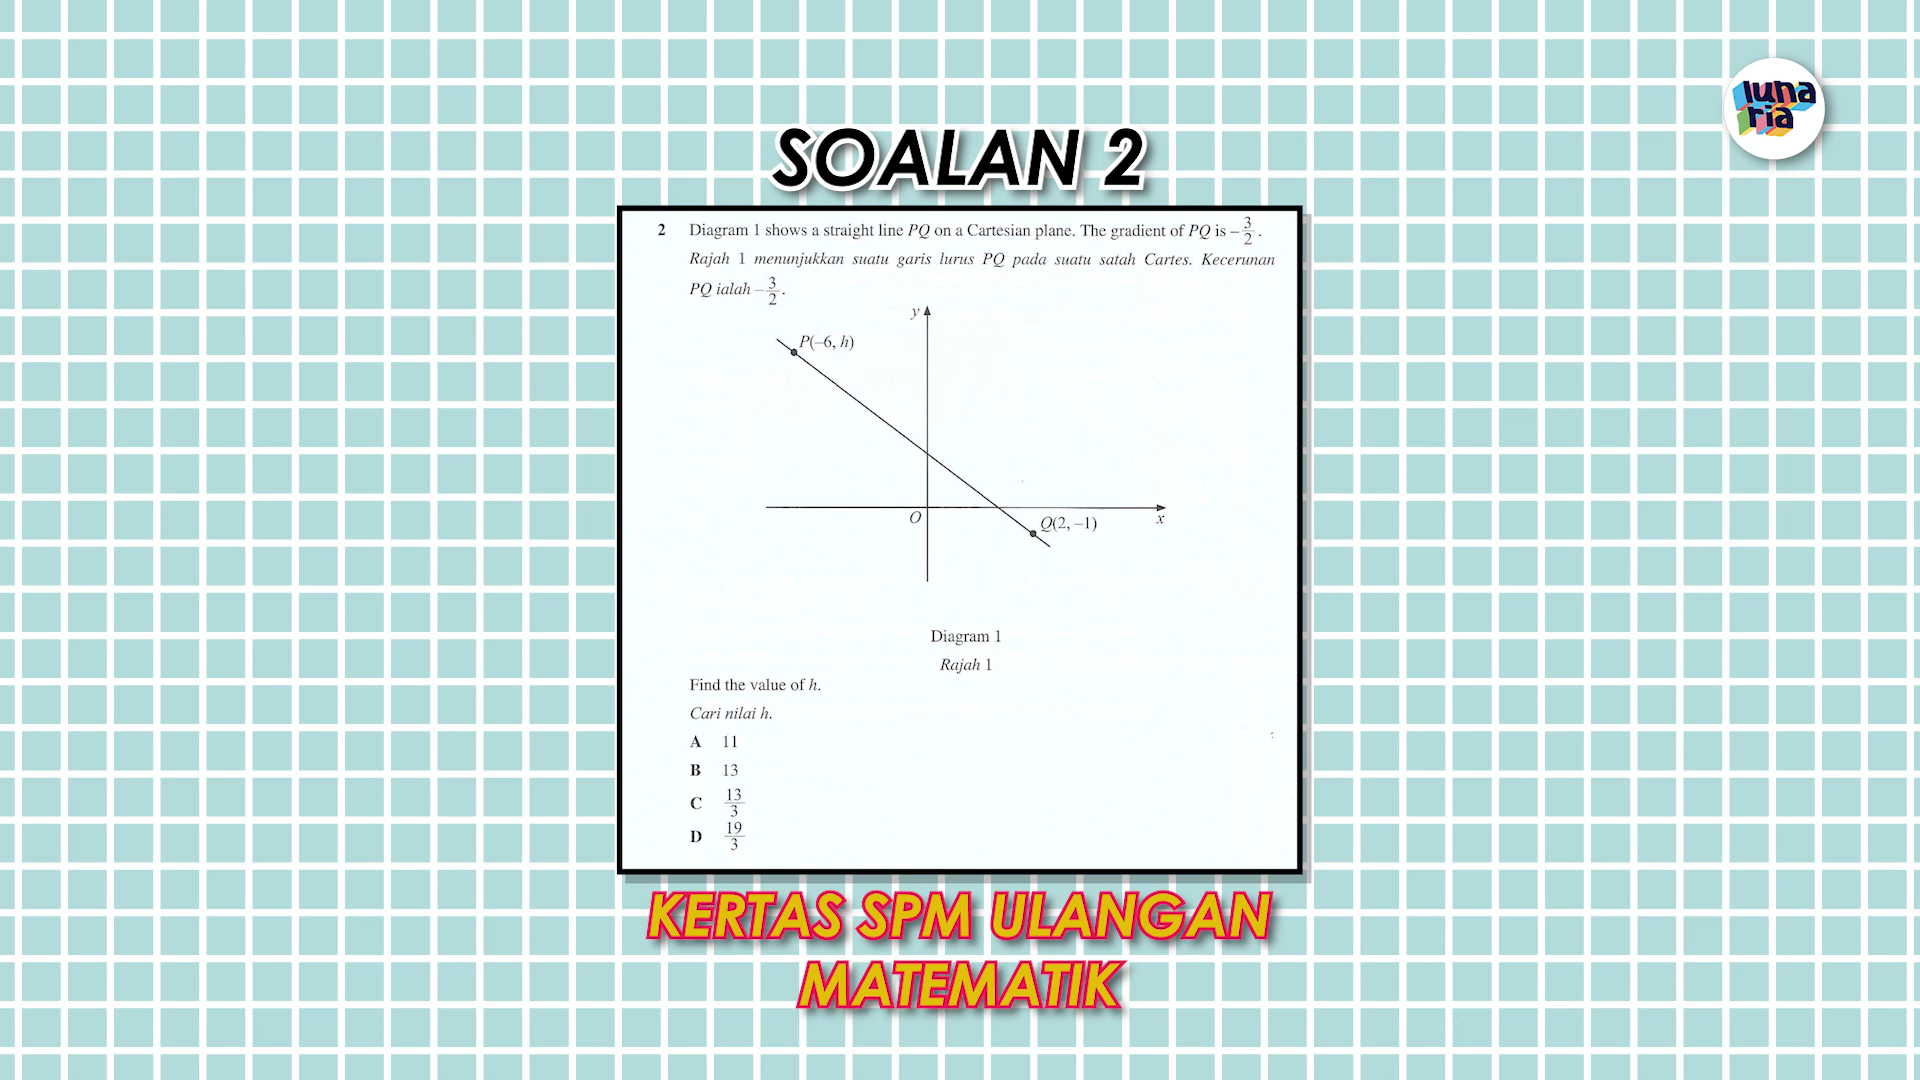 luna
ria
SOALAN 2
2 Diagram 1 shows a straight line PQ on a Cartesian plane. The gradient of PQ is −3/2.
Rajah 1 menunjukkan suatu garis lurus PQ pada suatu satah Cartes. Kecerunan
PQ ialah −3/2.
y
P(–6, h)
O
x
Q(2, –1)
Diagram 1
Rajah 1
Find the value of h.
Cari nilai h.
A 11
B 13
C 13/3
D 19/3
KERTAS SPM ULANGAN
MATEMATIK